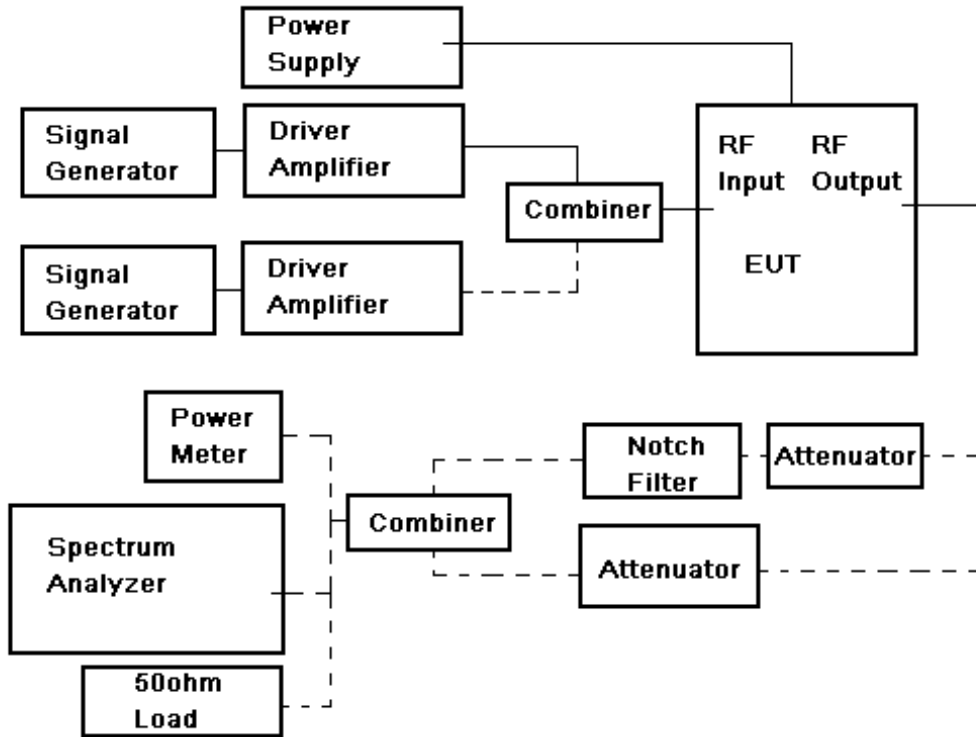 Power
Supply
Signal
Generator
Driver
Amplifier
Combiner
RF
Input
RF
Output
EUT
Signal
Generator
Driver
Amplifier
Power
Meter
Notch
Filter
Attenuator
Combiner
Spectrum
Analyzer
Attenuator
50ohm
Load